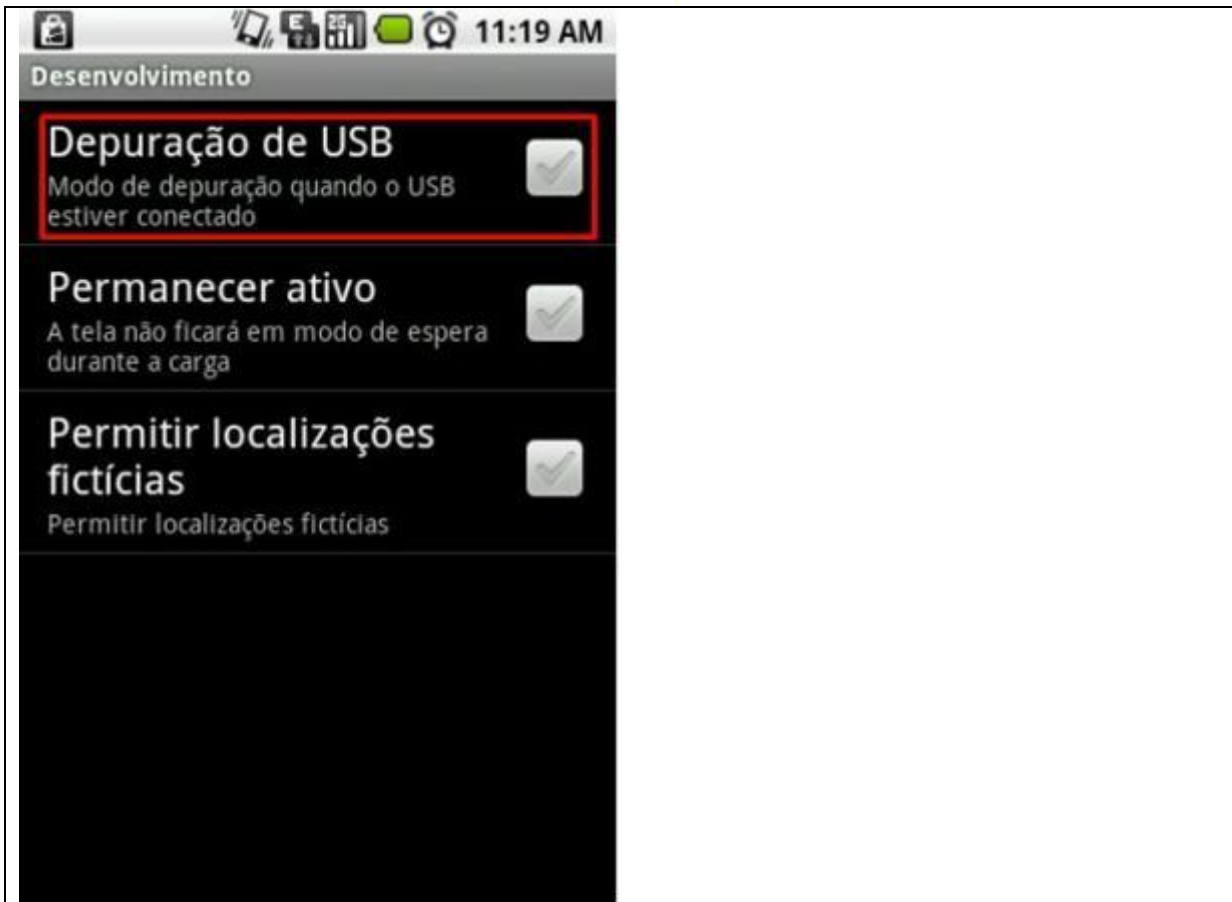 11:19 AM
Desenvolvimento
Depuração de USB
Modo de depuração quando o USB
estiver conectado
Permanecer ativo
A tela não ficará em modo de espera
durante a carga
Permitir localizações
fictícias
Permitir localizações fictícias